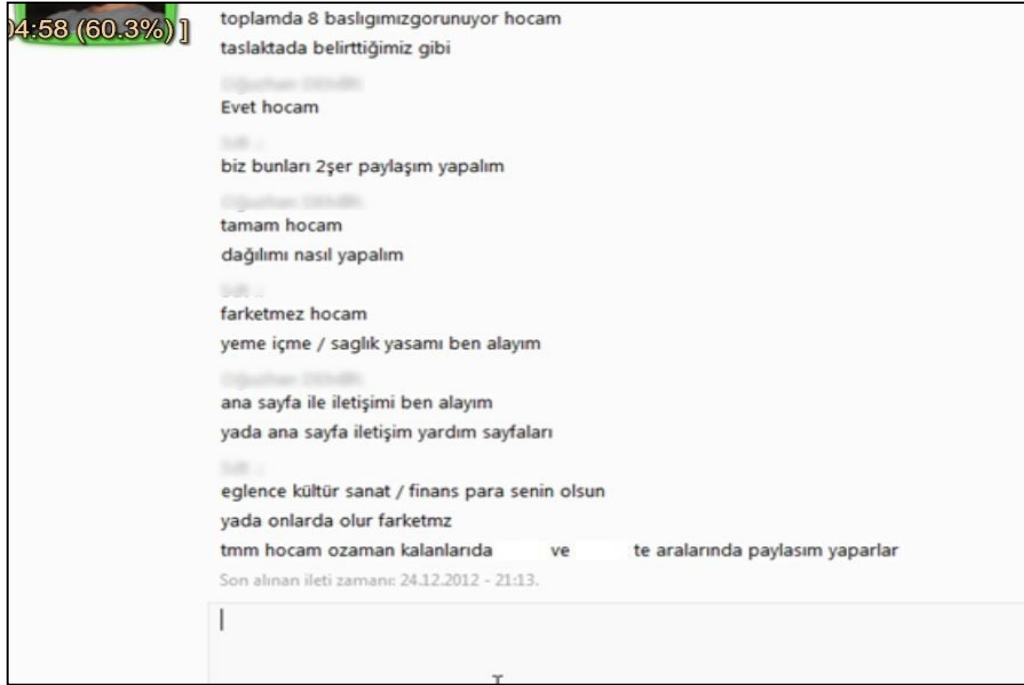 04:58 (60.3%) ]
toplamda 8 baslıgımızgorunuyor hocam
taslaktada belirttiğimiz gibi
Evet hocam
biz bunları 2şer paylaşım yapalım
tamam hocam
dağılımı nasıl yapalım
farketmez hocam
yeme içme / saglık yasamı ben alayım
ana sayfa ile iletişimi ben alayım
yada ana sayfa iletişim yardım sayfaları
eglence kültür sanat / finans para senin olsun
yada onlarda olur farketmz
tmm hocam ozaman kalanlarıda ve te aralarında paylasım yaparlar
Son alınan ileti zamanı: 24.12.2012 - 21:13.